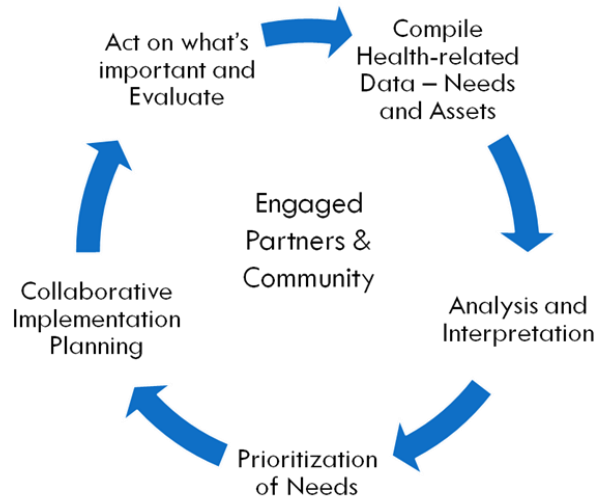 Act on what's
important and
Evaluate
Compile
Health-related
Data – Needs
and Assets
Engaged
Partners &
Community
Analysis and
Interpretation
Collaborative
Implementation
Planning
Prioritization
of Needs